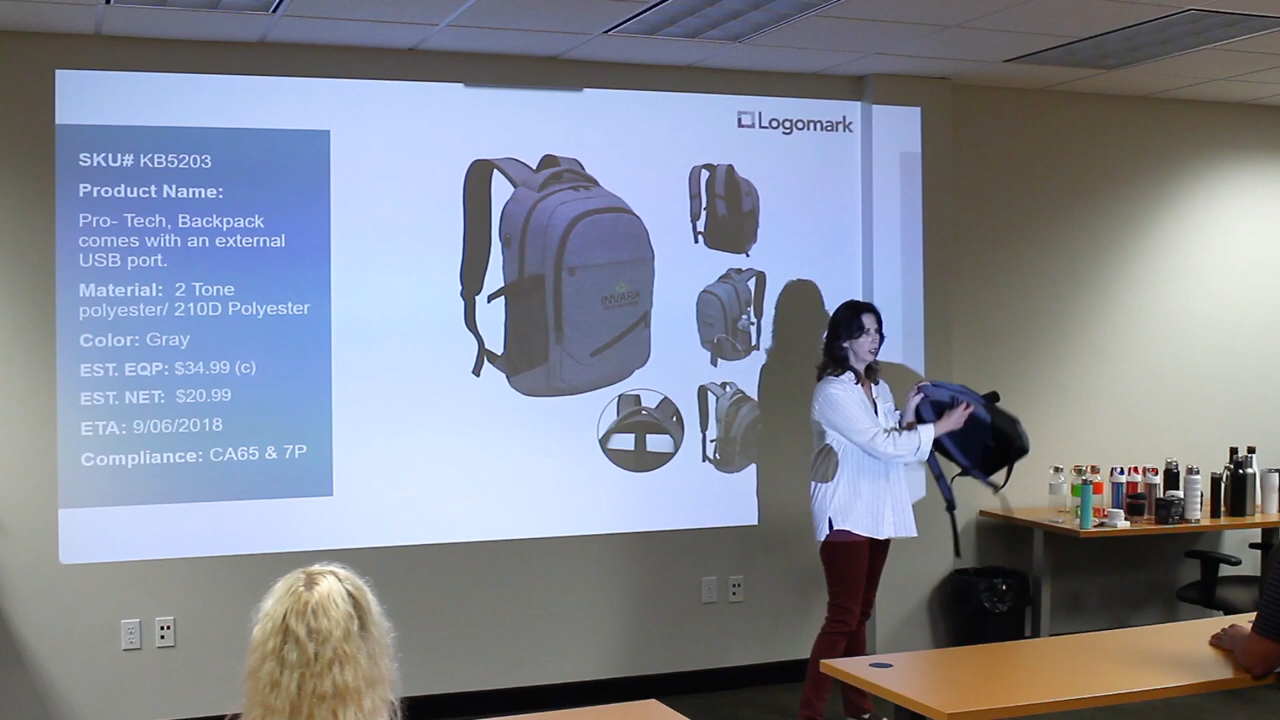 Logomark
SKU# KB5203
Product Name:
Pro- Tech, Backpack
comes with an external
USB port.
Material: 2 Tone
polyester/ 210D Polyester
Color: Gray
EST. EQP: $34.99 (c)
EST. NET: $20.99
ETA: 9/06/2018
Compliance: CA65 & 7P
INVARA